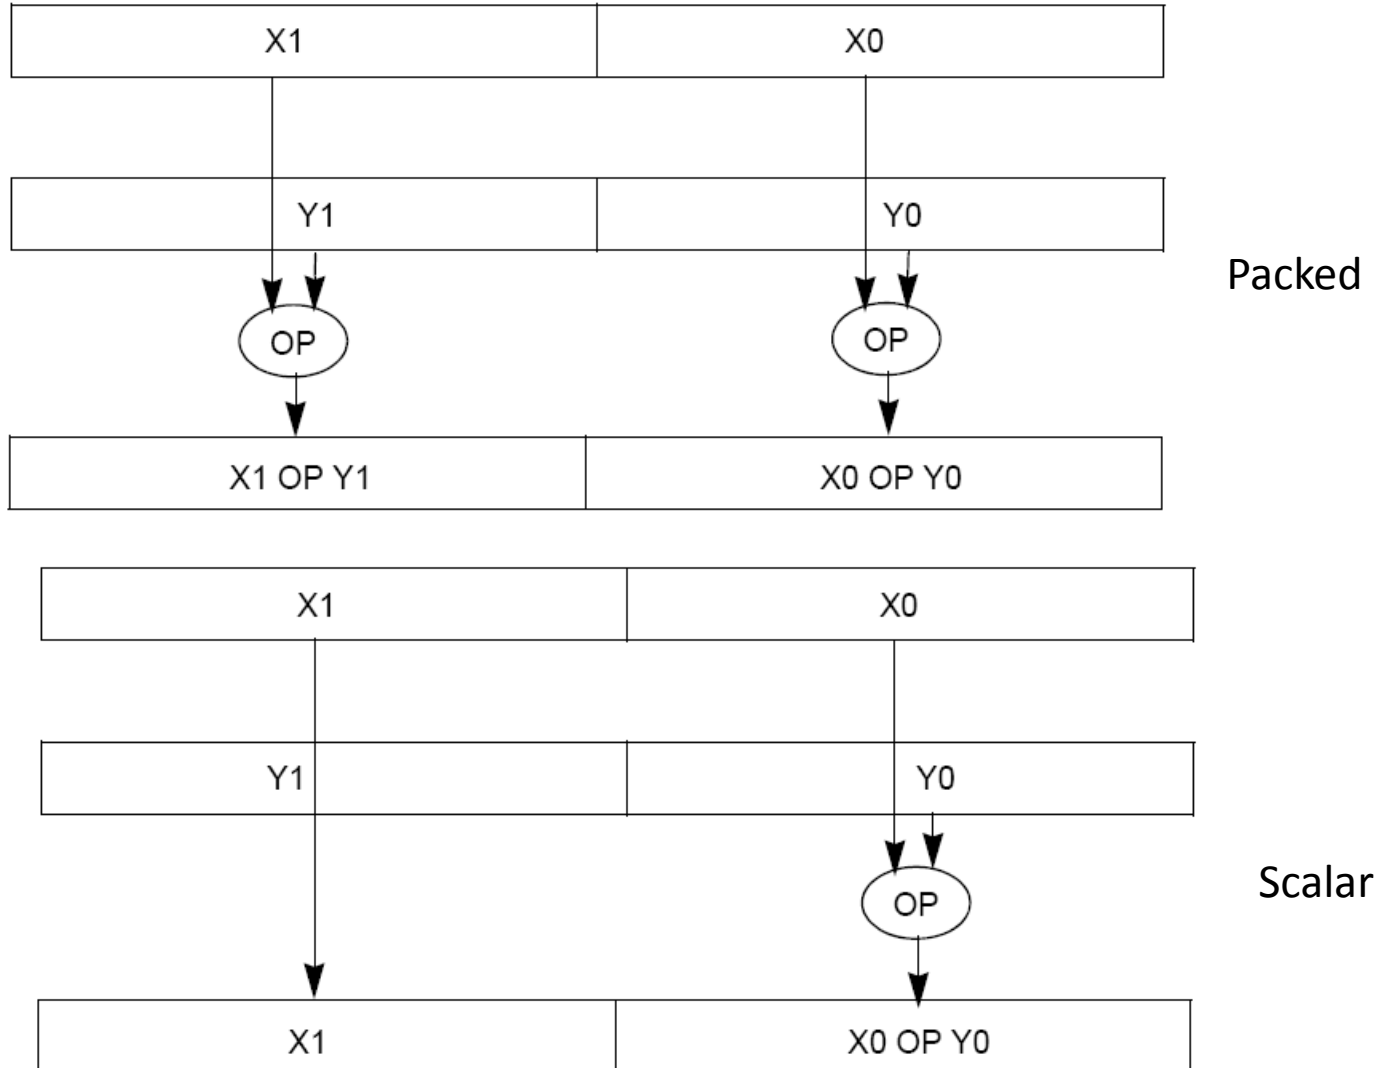 X1 X0
Y1 Y0
Packed
OP OP
X1 OP Y1 X0 OP Y0
X1 X0
Y1 Y0
Scalar
OP
X1 X0 OP Y0